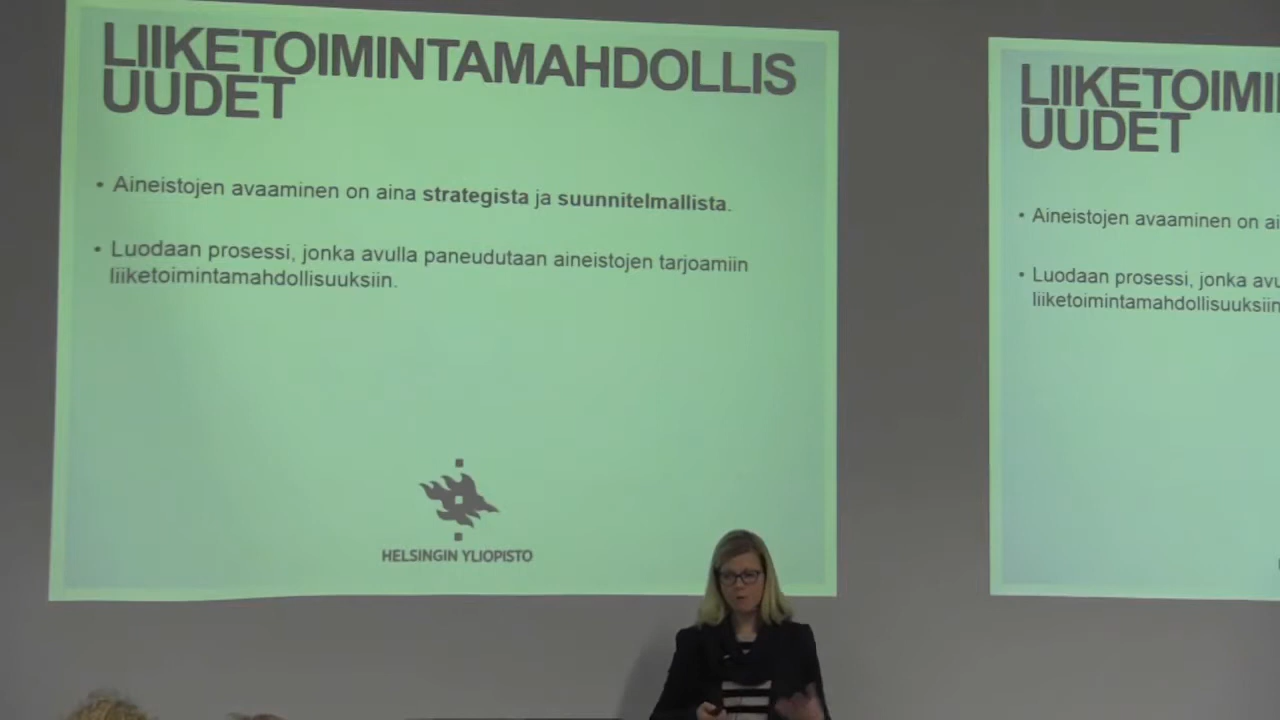 LIIKETOIMINTAMAHDOLLIS
UUDET
• Aineistojen avaaminen on aina strategista ja suunnitelmallista.
• Luodaan prosessi, jonka avulla paneudutaan aineistojen tarjoamiin
liiketoimintamahdollisuuksiin.
HELSINGIN YLIOPISTO
LIIKETOIMI
UUDET
• Aineistojen avaaminen on ai
• Luodaan prosessi, jonka avu
liiketoimintamahdollisuuksiin